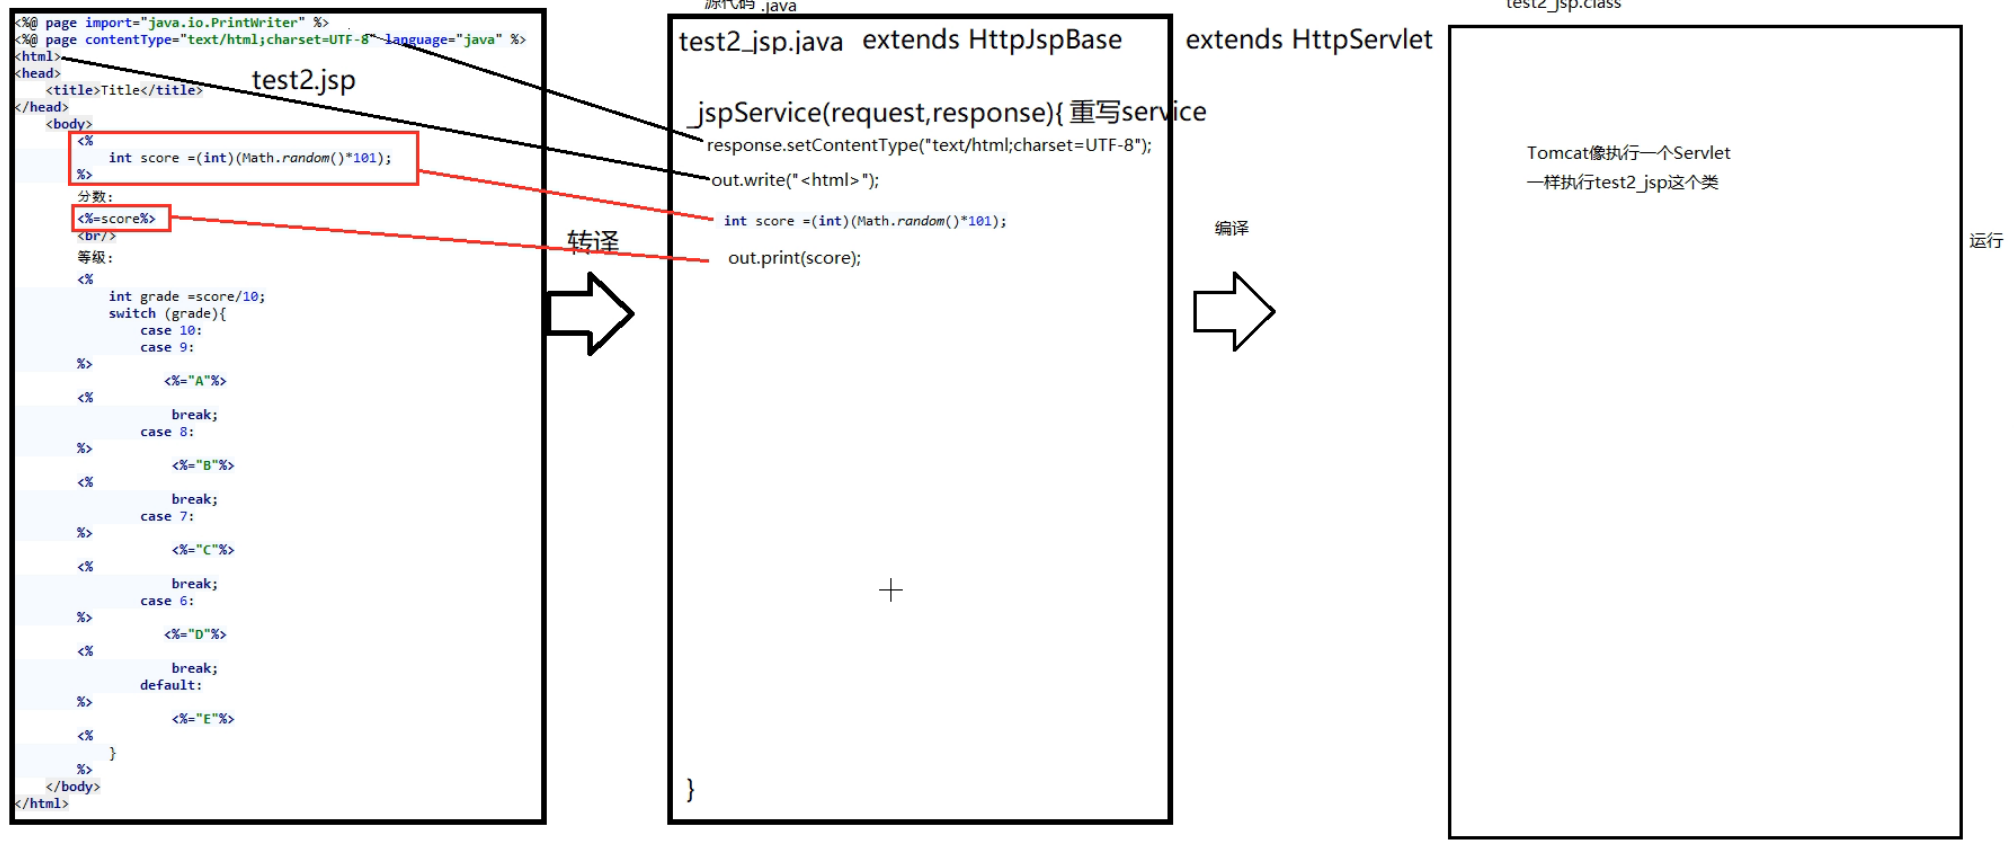 <%@ page import="java.io.PrintWriter" %>
<%@ page contentType="text/html;charset=UTF-8" language="java" %>
<html>
<head>
<title>Title</title>
</head>
<body>
<%
int score =(int)(Math.random()*101);
%>
分数:
<%=score%>
<br/>
等级:
<%
int grade =score/10;
switch (grade){
case 10:
case 9:
%>
<%="A"%>
<%
break;
case 8:
%>
<%="B"%>
<%
break;
case 7:
%>
<%="C"%>
<%
break;
case 6:
%>
<%="D"%>
<%
break;
default:
%>
<%="E"%>
<%
}
%>
</body>
</html>
test2.jsp
转译
源代码 .java
test2_jsp.java extends HttpJspBase extends HttpServlet
_jspService(request,response){ 重写service
response.setContentType("text/html;charset=UTF-8");
out.write("<html>");
int score =(int)(Math.random()*101);
out.print(score);
}
编译
test2_jsp.class
Tomcat像执行一个Servlet
一样执行test2_jsp这个类
运行